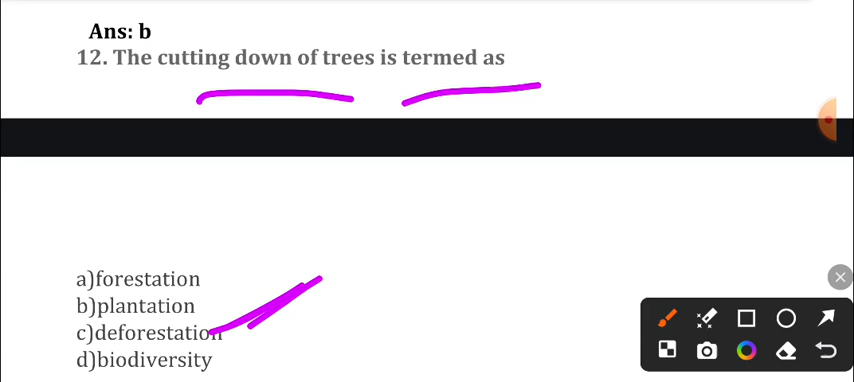 Ans: b
12. The cutting down of trees is termed as
a)forestation
b)plantation
c)deforestation
d)biodiversity